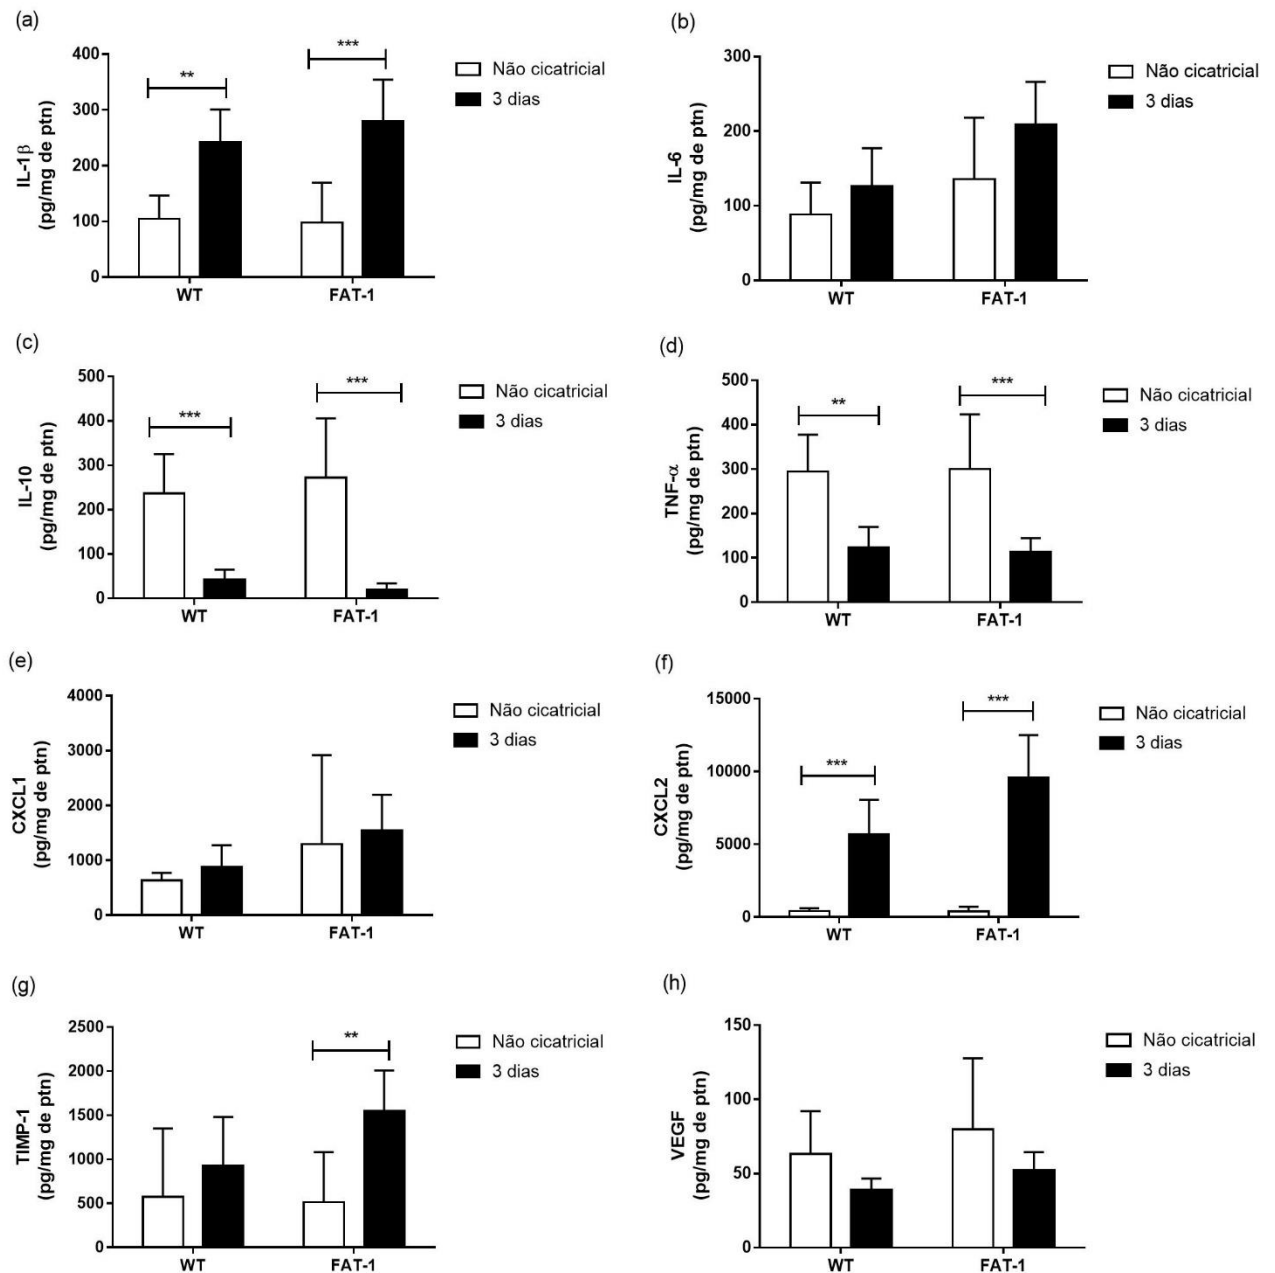 (a)
400
300
200
100
0
IL-1β
(pg/mg de ptn)
**
***
WT
FAT-1
Não cicatricial
3 dias
(b)
300
200
100
0
IL-6
(pg/mg de ptn)
WT
FAT-1
Não cicatricial
3 dias
(c)
500
400
300
200
100
0
IL-10
(pg/mg de ptn)
***
***
WT
FAT-1
Não cicatricial
3 dias
(d)
500
400
300
200
100
0
TNF-α
(pg/mg de ptn)
**
***
WT
FAT-1
Não cicatricial
3 dias
(e)
4000
3000
2000
1000
0
CXCL1
(pg/mg de ptn)
WT
FAT-1
Não cicatricial
3 dias
(f)
15000
10000
5000
0
CXCL2
(pg/mg de ptn)
***
***
WT
FAT-1
Não cicatricial
3 dias
(g)
2500
2000
1500
1000
500
0
TIMP-1
(pg/mg de ptn)
**
WT
FAT-1
Não cicatricial
3 dias
(h)
150
100
50
0
VEGF
(pg/mg de ptn)
WT
FAT-1
Não cicatricial
3 dias